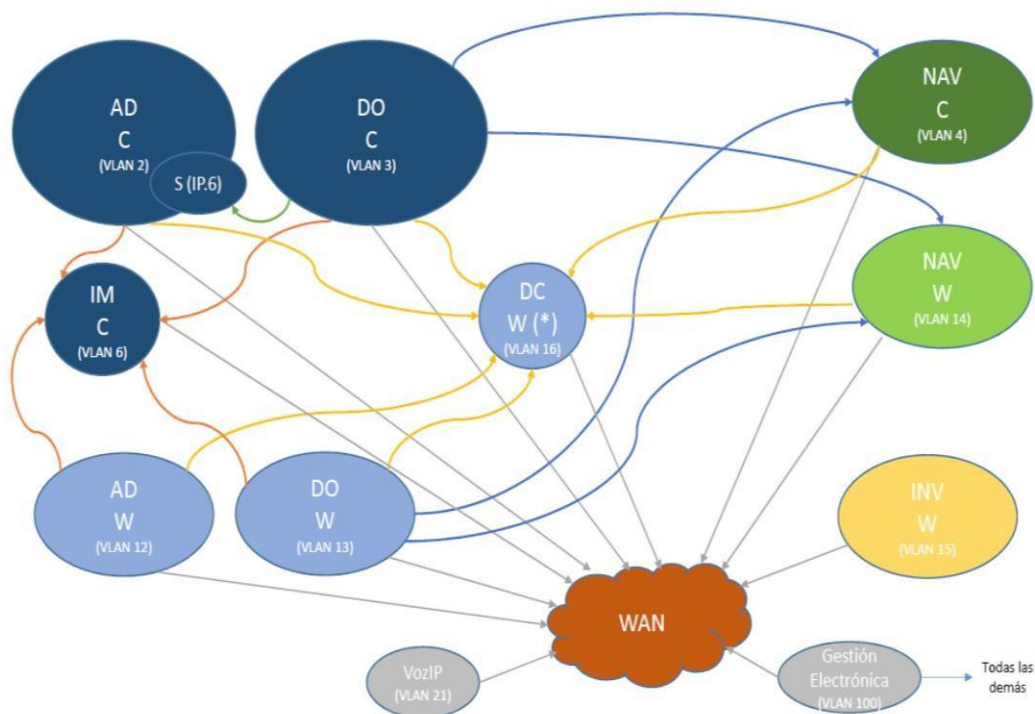 AD
C
(VLAN 2)
S (IP.6)
DO
C
(VLAN 3)
NAV
C
(VLAN 4)
IM
C
(VLAN 6)
DC
W (*)
(VLAN 16)
NAV
W
(VLAN 14)
AD
W
(VLAN 12)
DO
W
(VLAN 13)
INV
W
(VLAN 15)
WAN
VozIP
(VLAN 21)
Gestión
Electrónica
(VLAN 100)
Todas las
demás